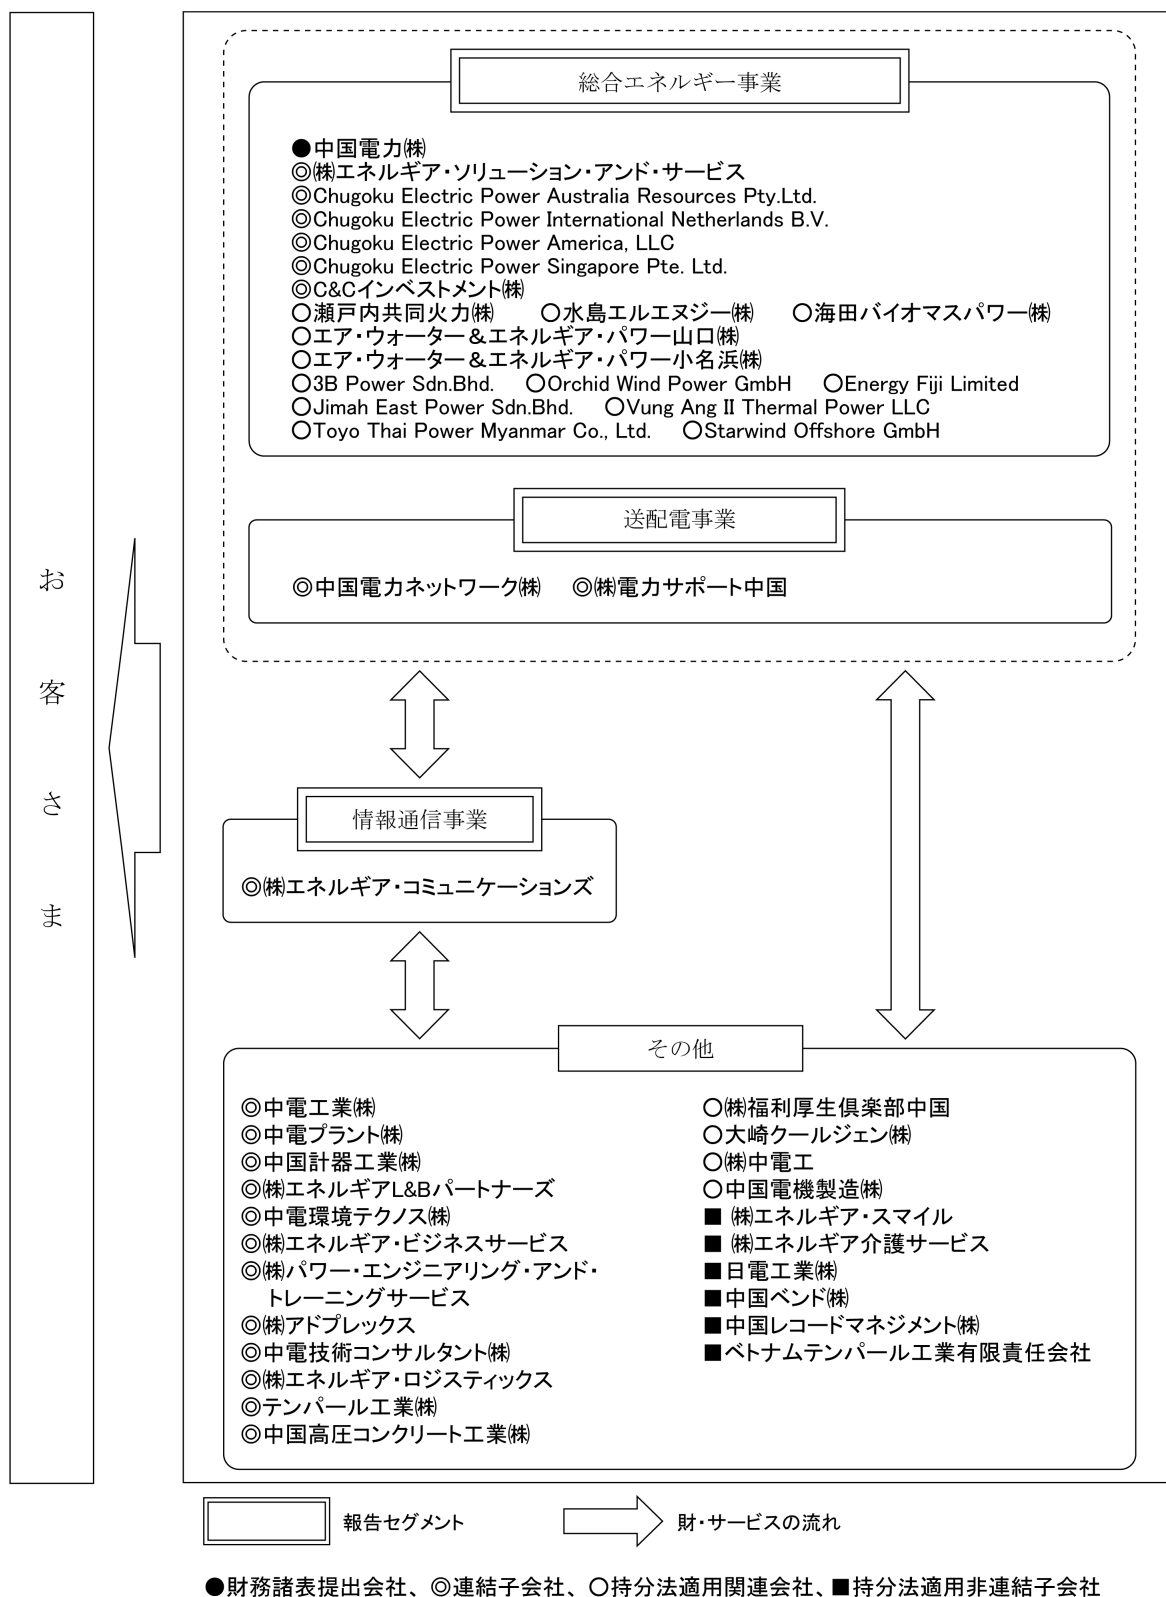 お客さま
総合エネルギー事業
●中国電力㈱
◎㈱エネルギア・ソリューション・アンド・サービス
◎Chugoku Electric Power Australia Resources Pty.Ltd.
◎Chugoku Electric Power International Netherlands B.V.
◎Chugoku Electric Power America, LLC
◎Chugoku Electric Power Singapore Pte. Ltd.
◎C&Cインベストメント㈱
○瀬戸内共同火力㈱ ○水島エルエヌジー㈱ ○海田バイオマスパワー㈱
○エア・ウォーター＆エネルギア・パワー山口㈱
○エア・ウォーター＆エネルギア・パワー小名浜㈱
○3B Power Sdn.Bhd. ○Orchid Wind Power GmbH ○Energy Fiji Limited
○Jimah East Power Sdn.Bhd. ○Vung Ang II Thermal Power LLC
○Toyo Thai Power Myanmar Co., Ltd. ○Starwind Offshore GmbH
送配電事業
◎中国電力ネットワーク㈱ ◎㈱電力サポート中国
情報通信事業
◎㈱エネルギア・コミュニケーションズ
その他
◎中電工業㈱
◎中電プラント㈱
◎中国計器工業㈱
◎㈱エネルギアL&Bパートナーズ
◎中電環境テクノス㈱
◎㈱エネルギア・ビジネスサービス
◎㈱パワー・エンジニアリング・アンド・
トレーニングサービス
◎㈱アドプレックス
◎中電技術コンサルタント㈱
◎㈱エネルギア・ロジスティックス
◎テンパール工業㈱
◎中国高圧コンクリート工業㈱
○㈱福利厚生倶楽部中国
○大崎クールジェン㈱
○㈱中電工
○中国電機製造㈱
■ ㈱エネルギア・スマイル
■ ㈱エネルギア介護サービス
■日電工業㈱
■中国ベンド㈱
■中国レコードマネジメント㈱
■ベトナムテンパール工業有限責任会社
報告セグメント 財・サービスの流れ
●財務諸表提出会社、◎連結子会社、○持分法適用関連会社、■持分法適用非連結子会社